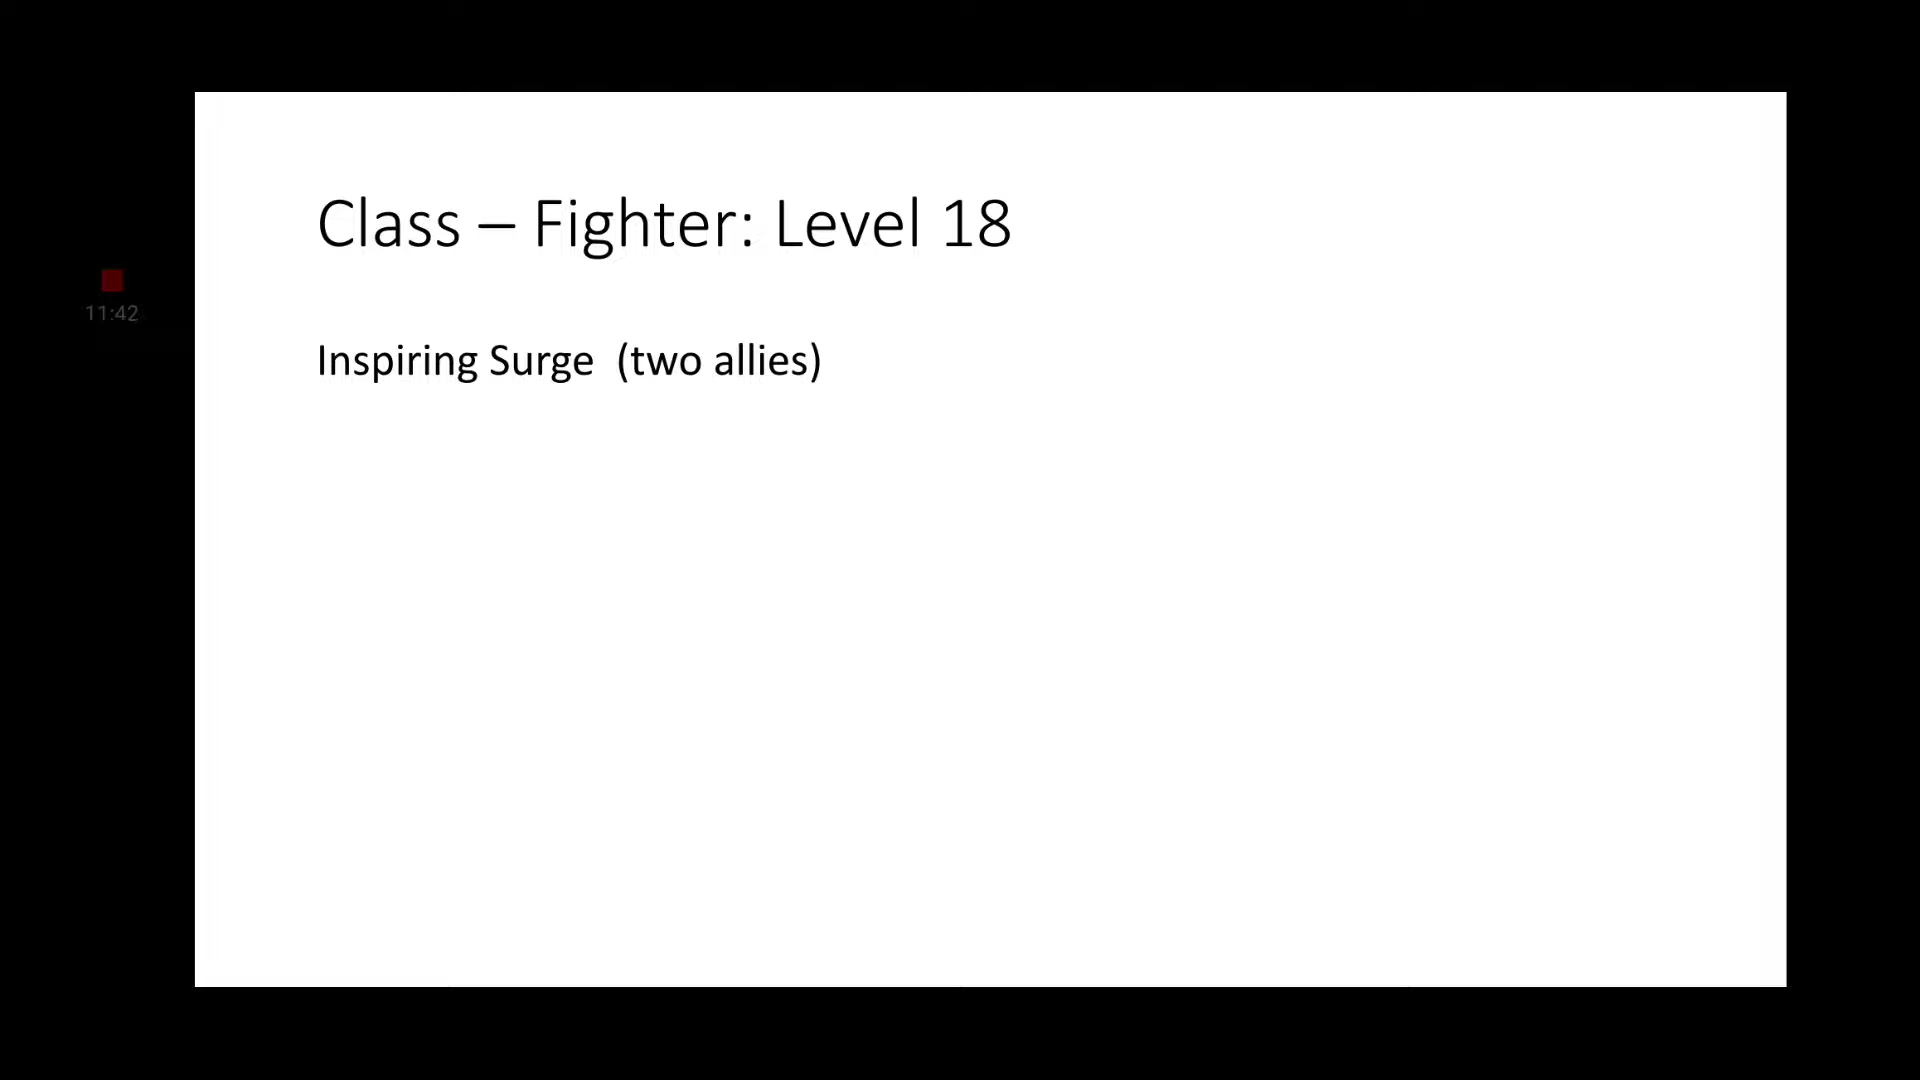 Class – Fighter: Level 18
11:42
Inspiring Surge  (two allies)